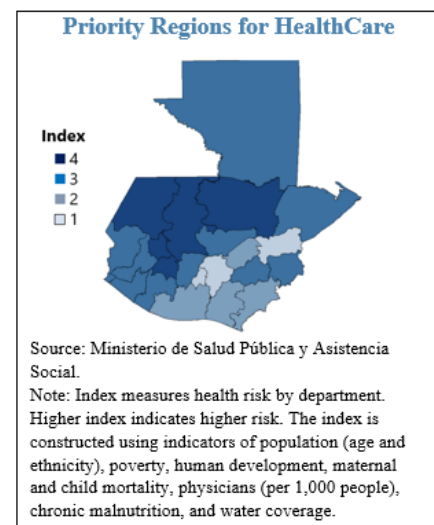 Priority Regions for HealthCare
Index
4
3
2
1
Source: Ministerio de Salud Pública y Asistencia
Social.
Note: Index measures health risk by department.
Higher index indicates higher risk. The index is
constructed using indicators of population (age and
ethnicity), poverty, human development, maternal
and child mortality, physicians (per 1,000 people),
chronic malnutrition, and water coverage.